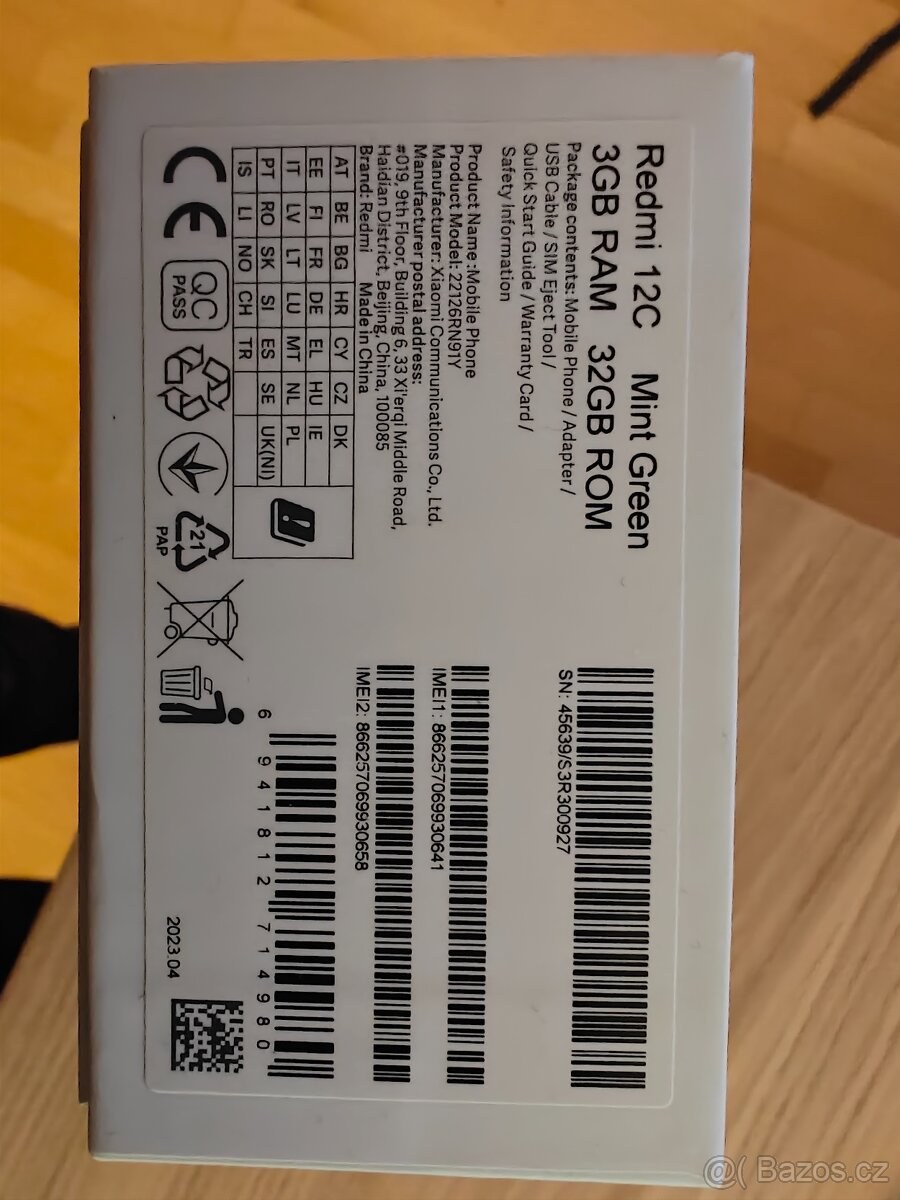 Redmi 12C Mint Green
3GB RAM 32GB ROM
Package contents: Mobile Phone / Adapter /
USB Cable / SIM Eject Tool /
Quick Start Guide / Warranty Card /
Safety Information
SN: 45639/S3R300927
Product Name :Mobile Phone
Product Model: 22126RN91Y
Manufacturer: Xiaomi Communications Co., Ltd.
Manufacturer postal address:
#019, 9th Floor, Building 6, 33 Xi'erqi Middle Road,
Haidian District, Beijing, China, 100085
Brand: Redmi Made in China
IMEI1: 866257069930641
IMEI2: 866257069930658
AT BE BG HR CY CZ DK
EE FI FR DE EL HU IE
IT LV LT LU MT NL PL
PT RO SK SI ES SE UK(NI)
IS LI NO CH TR
6 941812 714980
CE
QC
PASS
21
PAP
2023.04
@( Bazos.cz